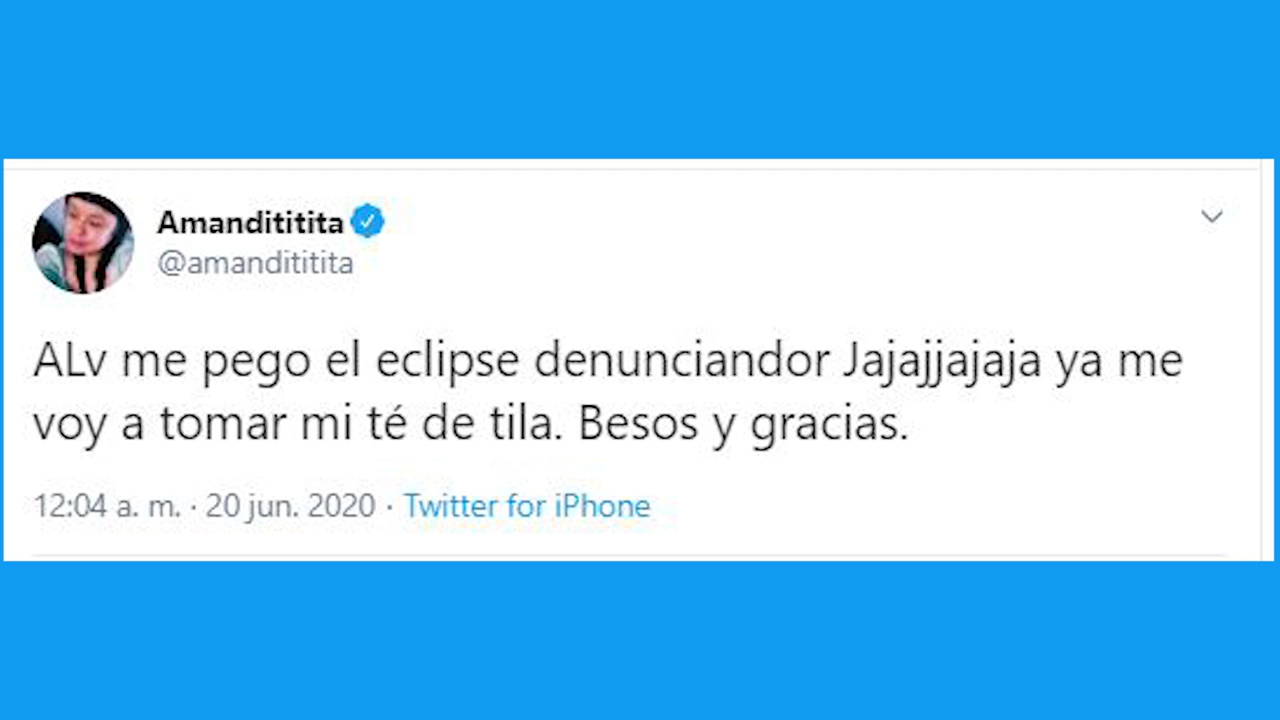 Amandititita
@amandititita
ALv me pego el eclipse denunciandor Jajajjajaja ya me
voy a tomar mi té de tila. Besos y gracias.
12:04 a. m. · 20 jun. 2020 · Twitter for iPhone